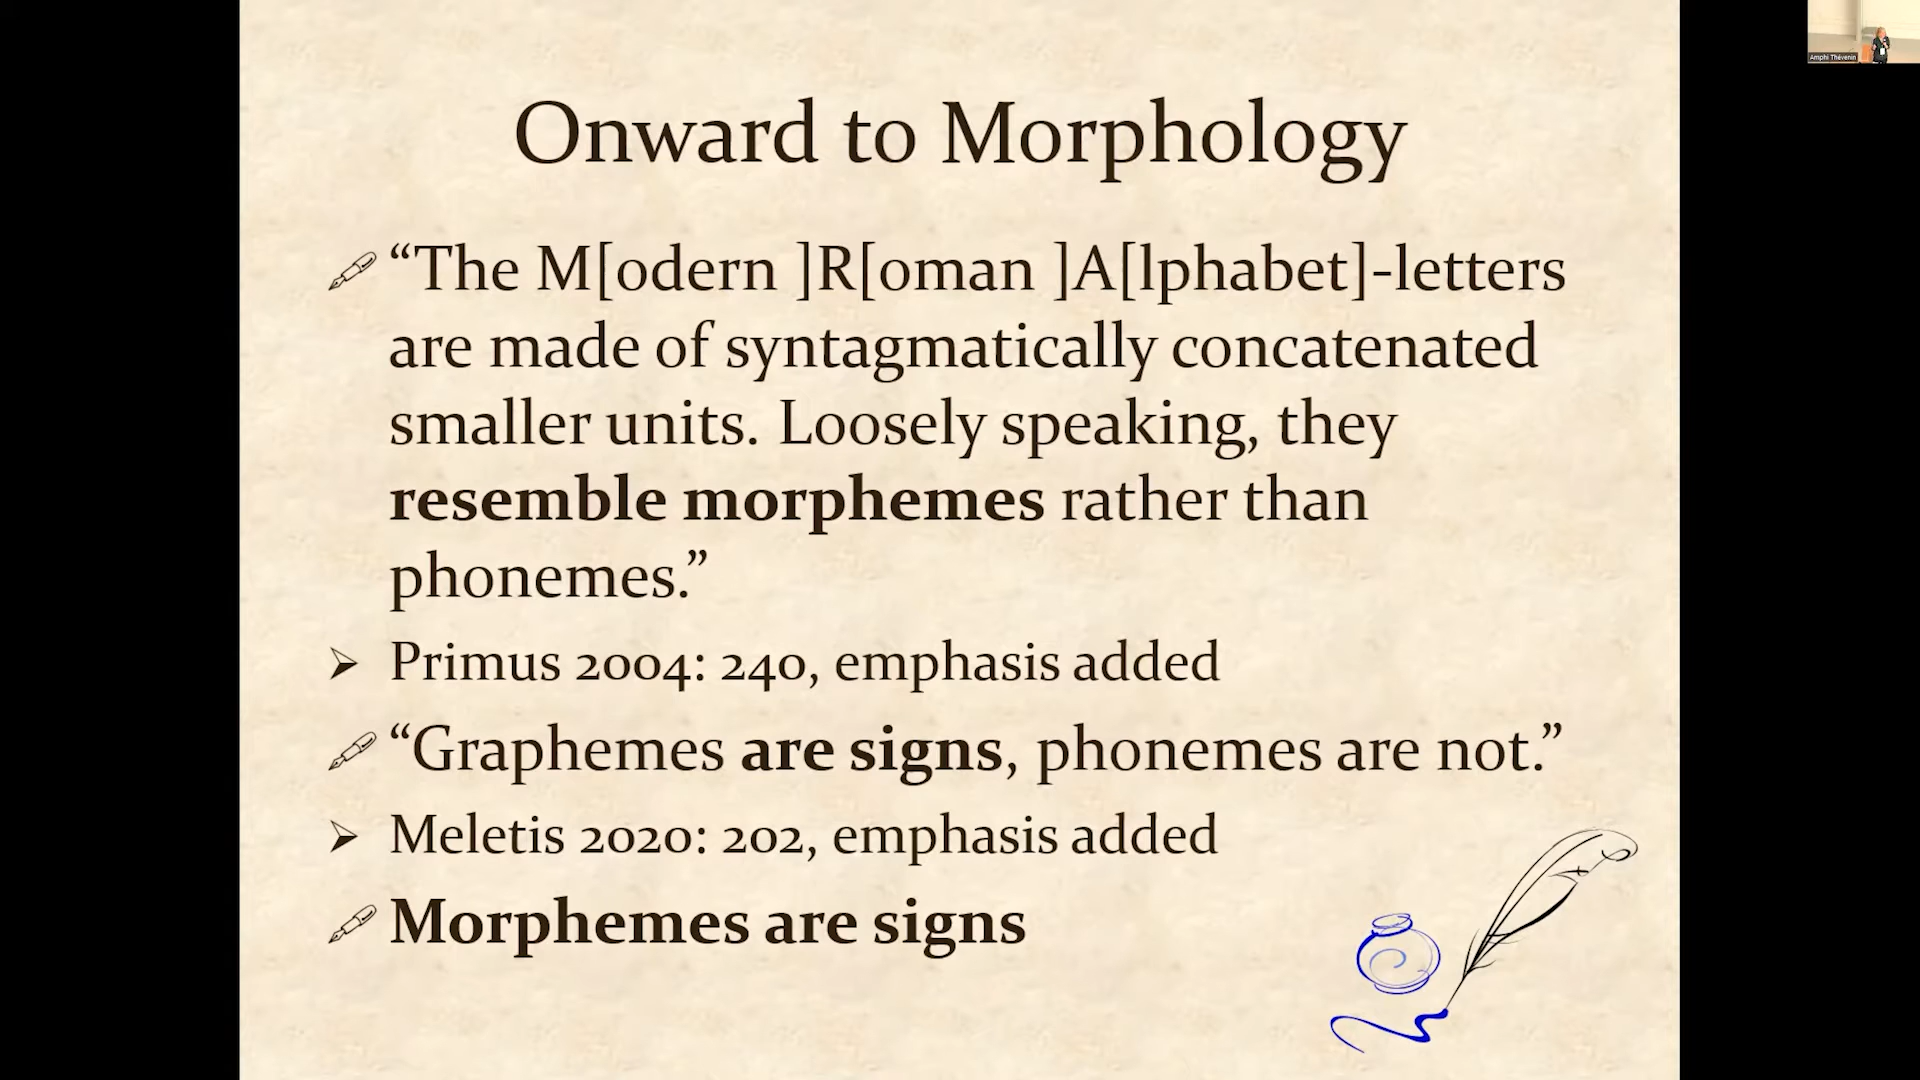 Onward to Morphology
“The M[odern ]R[oman ]A[lphabet]-letters
are made of syntagmatically concatenated
smaller units. Loosely speaking, they
resemble morphemes rather than
phonemes.”
Primus 2004: 240, emphasis added
“Graphemes are signs, phonemes are not.”
Meletis 2020: 202, emphasis added
Morphemes are signs
Amphi Thévenin